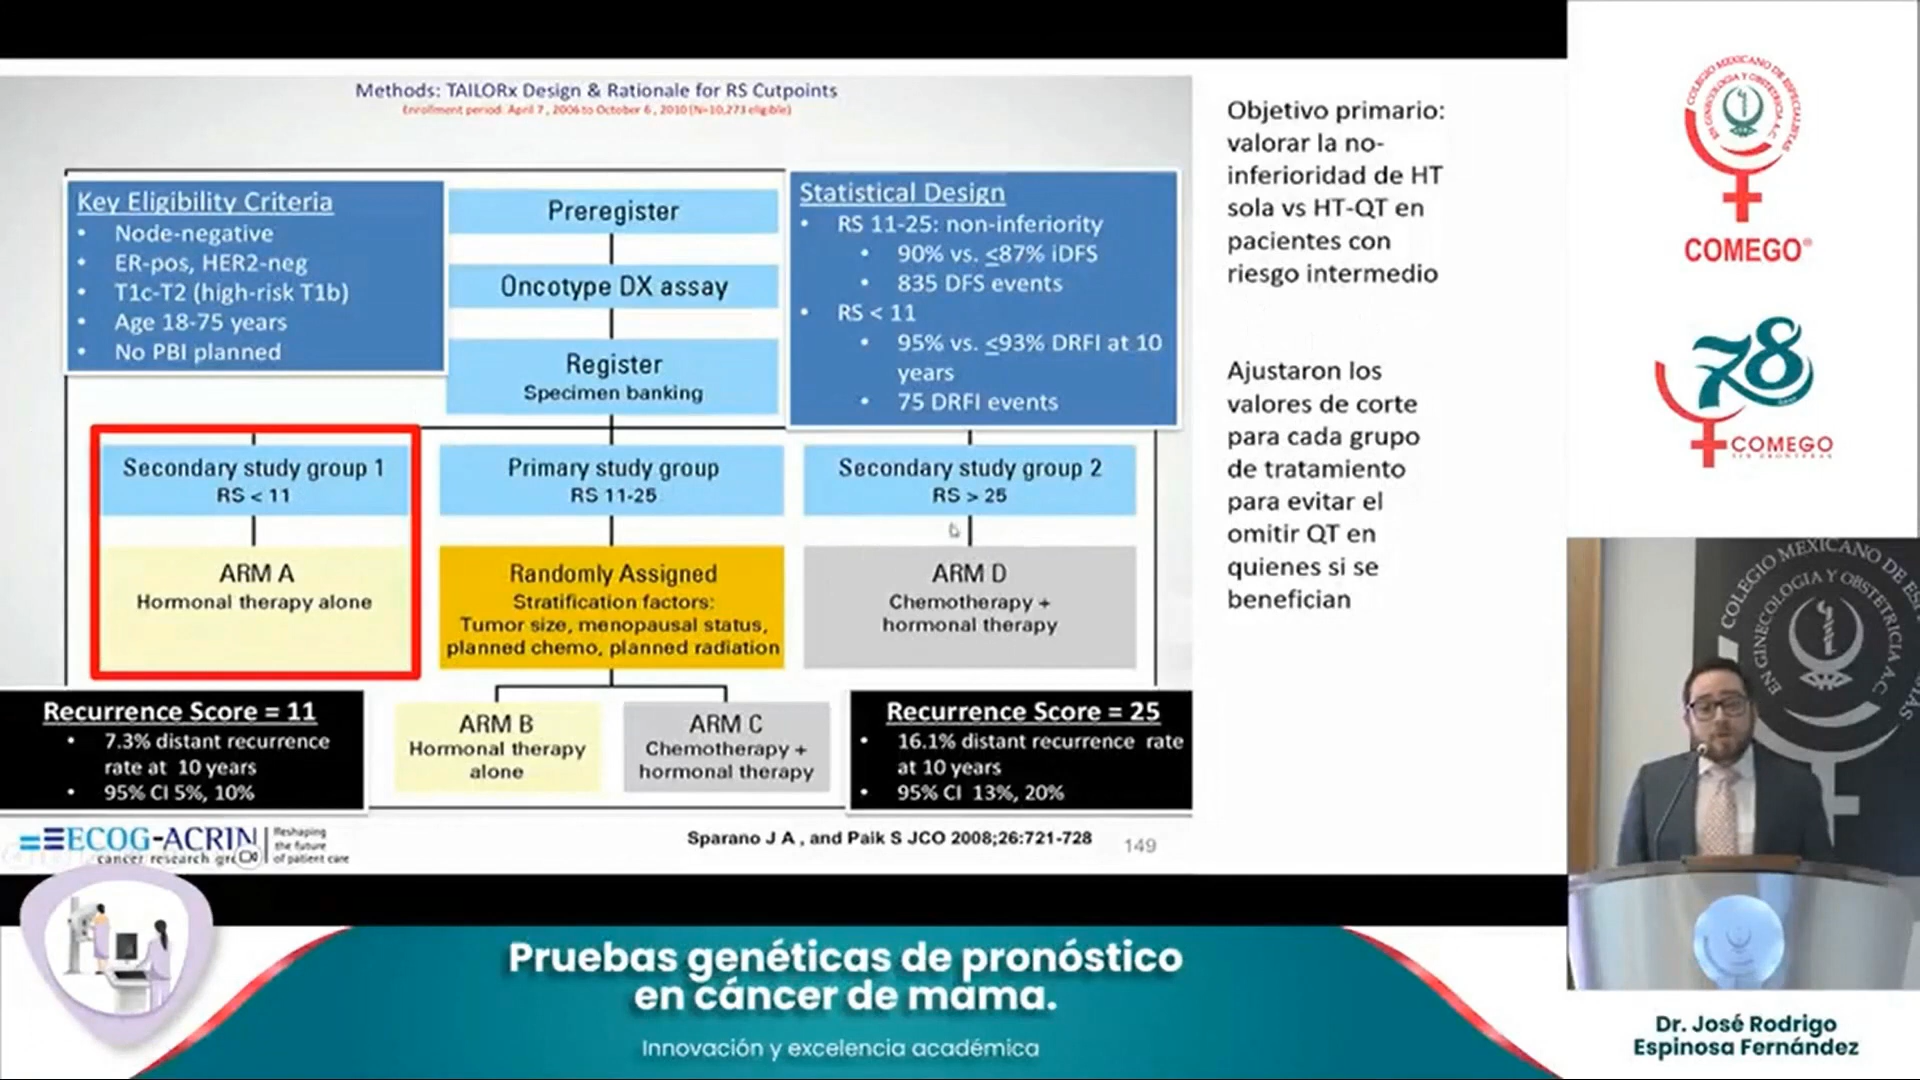 Methods: TAILORx Design & Rationale for RS Cutpoints
Enrollment period: April 7, 2006 to October 6, 2010 (N=10,273 eligible)
Key Eligibility Criteria
• Node-negative
• ER-pos, HER2-neg
• T1c-T2 (high-risk T1b)
• Age 18-75 years
• No PBI planned
Preregister
Oncotype DX assay
Register
Specimen banking
Statistical Design
• RS 11-25: non-inferiority
• 90% vs. ≤87% iDFS
• 835 DFS events
• RS < 11
• 95% vs. ≤93% DRFI at 10
years
• 75 DRFI events
Secondary study group 1
RS < 11
Primary study group
RS 11-25
Secondary study group 2
RS > 25
ARM A
Hormonal therapy alone
Randomly Assigned
Stratification factors:
Tumor size, menopausal status,
planned chemo, planned radiation
ARM D
Chemotherapy +
hormonal therapy
Recurrence Score = 11
• 7.3% distant recurrence
rate at 10 years
• 95% CI 5%, 10%
ARM B
Hormonal therapy
alone
ARM C
Chemotherapy +
hormonal therapy
Recurrence Score = 25
• 16.1% distant recurrence rate
at 10 years
• 95% CI 13%, 20%
ECOG-ACRIN
cancer research
Reshaping
the future
of patient care
Sparano J A , and Paik S JCO 2008;26:721-728
149
Objetivo primario:
valorar la no-
inferioridad de HT
sola vs HT-QT en
pacientes con
riesgo intermedio
Ajustaron los
valores de corte
para cada grupo
de tratamiento
para evitar el
omitir QT en
quienes si se
benefician
COLEGIO MEXICANO DE ESPECIALISTAS
EN GINECOLOGIA Y OBSTETRICIA A.C.
COMEGO®
78
COMEGO
SIN FRONTERAS
COLEGIO MEXICANO DE
EN GINECOLOGIA Y OBSTETRICIA A.C.
Pruebas genéticas de pronóstico
en cáncer de mama.
Innovación y excelencia académica
Dr. José Rodrigo
Espinosa Fernández